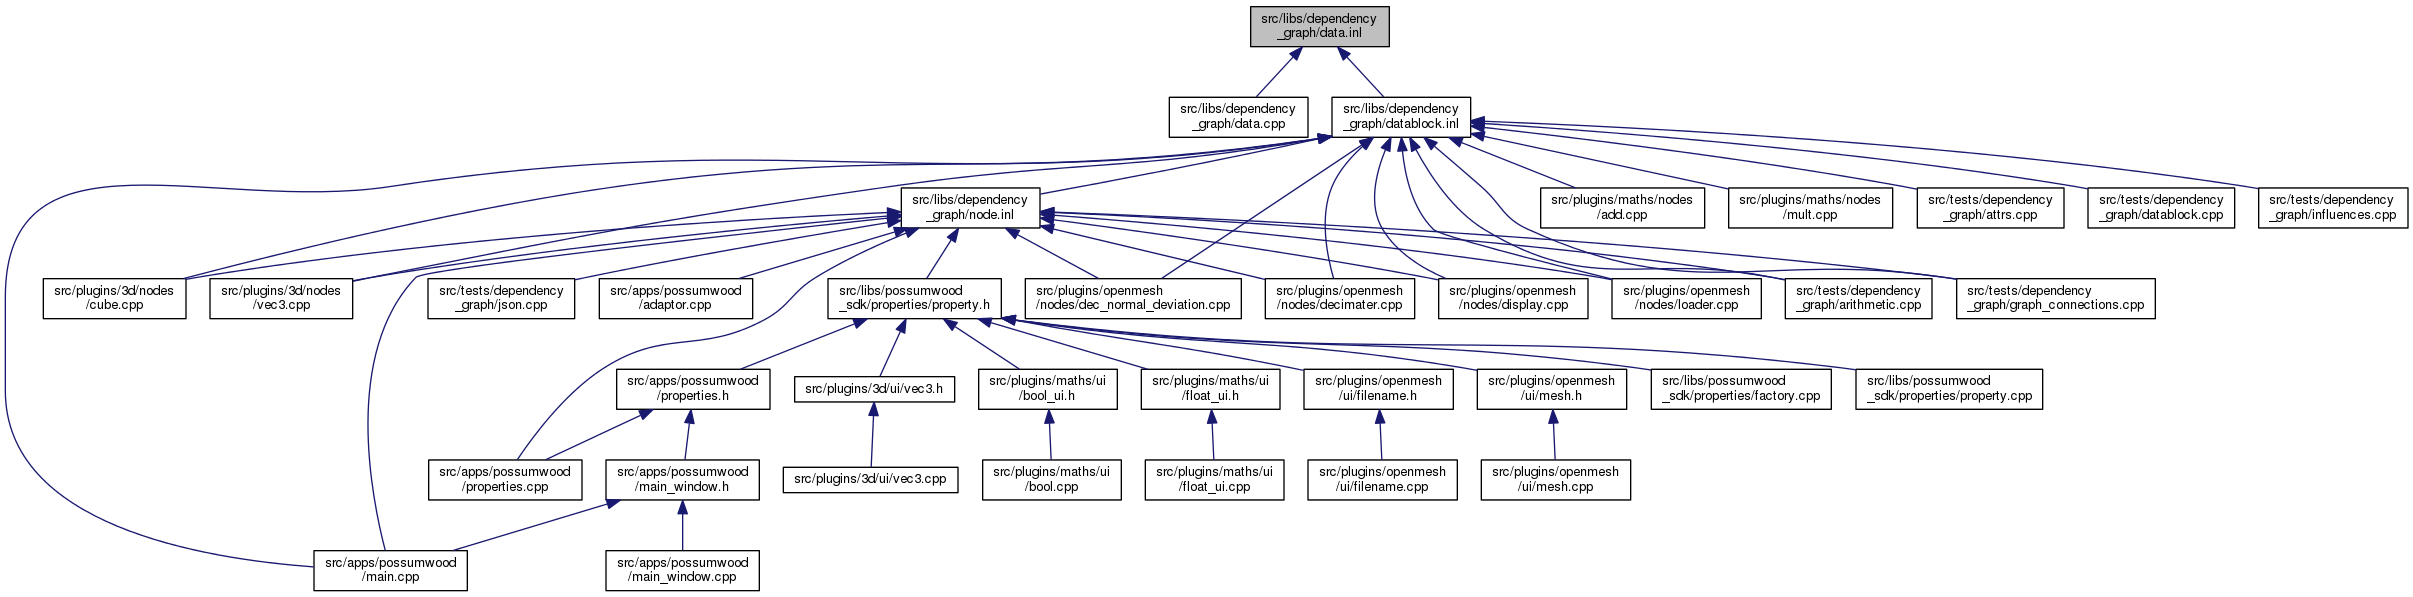 src/libs/dependency
_graph/data.inl
src/libs/dependency
_graph/data.cpp
src/libs/dependency
_graph/datablock.inl
src/libs/dependency
_graph/node.inl
src/plugins/maths/nodes
/add.cpp
src/plugins/maths/nodes
/mult.cpp
src/tests/dependency
_graph/attrs.cpp
src/tests/dependency
_graph/datablock.cpp
src/tests/dependency
_graph/influences.cpp
src/plugins/3d/nodes
/cube.cpp
src/plugins/3d/nodes
/vec3.cpp
src/tests/dependency
_graph/json.cpp
src/apps/possumwood
/adaptor.cpp
src/libs/possumwood
_sdk/properties/property.h
src/plugins/openmesh
/nodes/dec_normal_deviation.cpp
src/plugins/openmesh
/nodes/decimater.cpp
src/plugins/openmesh
/nodes/display.cpp
src/plugins/openmesh
/nodes/loader.cpp
src/tests/dependency
_graph/arithmetic.cpp
src/tests/dependency
_graph/graph_connections.cpp
src/apps/possumwood
/properties.h
src/plugins/3d/ui/vec3.h
src/plugins/maths/ui
/bool_ui.h
src/plugins/maths/ui
/float_ui.h
src/plugins/openmesh
/ui/filename.h
src/plugins/openmesh
/ui/mesh.h
src/libs/possumwood
_sdk/properties/factory.cpp
src/libs/possumwood
_sdk/properties/property.cpp
src/apps/possumwood
/properties.cpp
src/apps/possumwood
/main_window.h
src/plugins/3d/ui/vec3.cpp
src/plugins/maths/ui
/bool.cpp
src/plugins/maths/ui
/float_ui.cpp
src/plugins/openmesh
/ui/filename.cpp
src/plugins/openmesh
/ui/mesh.cpp
src/apps/possumwood
/main.cpp
src/apps/possumwood
/main_window.cpp